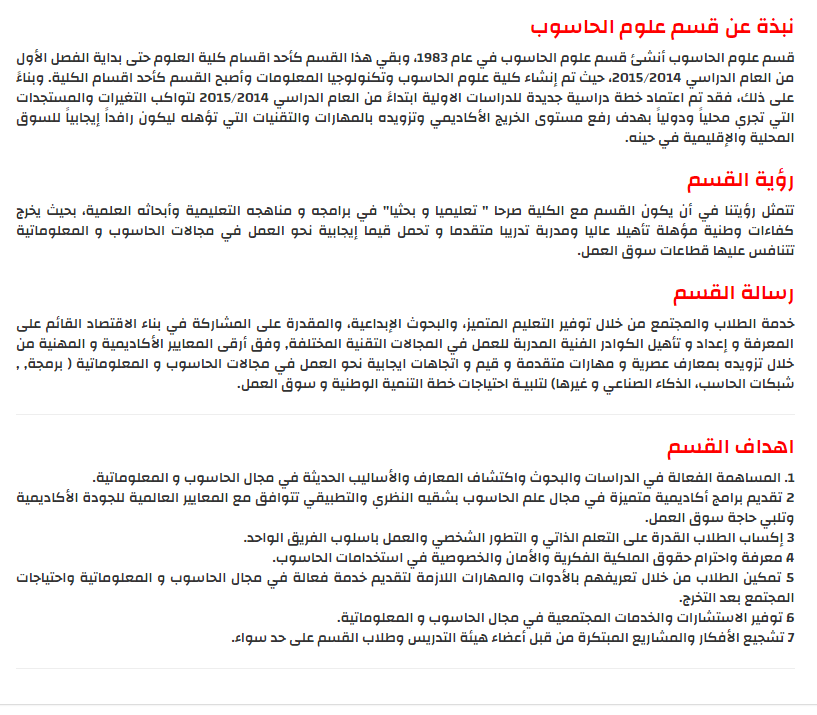 نبذة عن قسم علوم الحاسوب
قسم علوم الحاسوب أنشئ قسم علوم الحاسوب في عام 1983، وبقي هذا القسم كأحد اقسام كلية العلوم حتى بداية الفصل الأول
من العام الدراسي 2015/2014، حيث تم إنشاء كلية علوم الحاسوب وتكنولوجيا المعلومات وأصبح القسم كأحد اقسام الكلية. وبناءً
على ذلك، فقد تم اعتماد خطة دراسية جديدة للدراسات الاولية ابتداءً من العام الدراسي 2015/2014 لتواكب التغيرات والمستجدات
التي تجري محلياً ودولياً بهدف رفع مستوى الخريج الأكاديمي وتزويده بالمهارات والتقنيات التي تؤهله ليكون رافداً إيجابياً للسوق
المحلية والإقليمية في حينه.
رؤية القسم
تتمثل رؤيتنا في أن يكون القسم مع الكلية صرحا " تعليميا و بحثيا" في برامجه و مناهجه التعليمية وأبحاثه العلمية، بحيث يخرج
كفاءات وطنية مؤهلة تأهيلا عاليا ومدربة تدريبا متقدما و تحمل قيما إيجابية نحو العمل في مجالات الحاسوب و المعلوماتية
تتنافس عليها قطاعات سوق العمل.
رسالة القسم
خدمة الطلاب والمجتمع من خلال توفير التعليم المتميز، والبحوث الإبداعية، والمقدرة على المشاركة في بناء الاقتصاد القائم على
المعرفة و إعداد و تأهيل الكوادر الفنية المدربة للعمل في المجالات التقنية المختلفة, وفق أرقى المعايير الأكاديمية و المهنية من
خلال تزويده بمعارف عصرية و مهارات متقدمة و قيم و اتجاهات ايجابية نحو العمل في مجالات الحاسوب و المعلوماتية ( برمجة, ,
شبكات الحاسب، الذكاء الصناعي و غيرها) لتلبيـة احتياجات خطة التنمية الوطنية و سوق العمل.
اهداف القسم
1. المساهمة الفعالة في الدراسات والبحوث واكتشاف المعارف والأساليب الحديثة في مجال الحاسوب و المعلوماتية.
2 تقديم برامج أكاديمية متميزة في مجال علم الحاسوب بشقيه النظري والتطبيقي تتوافق مع المعايير العالمية للجودة الأكاديمية
وتلبي حاجة سوق العمل.
3 إكساب الطلاب القدرة على التعلم الذاتي و التطور الشخصي والعمل باسلوب الفريق الواحد.
4 معرفة واحترام حقوق الملكية الفكرية والأمان والخصوصية في استخدامات الحاسوب.
5 تمكين الطلاب من خلال تعريفهم بالأدوات والمهارات اللازمة لتقديم خدمة فعالة في مجال الحاسوب و المعلوماتية واحتياجات
المجتمع بعد التخرج.
6 توفير الاستشارات والخدمات المجتمعية في مجال الحاسوب و المعلوماتية.
7 تشجيع الأفكار والمشاريع المبتكرة من قبل أعضاء هيئة التدريس وطلاب القسم على حد سواء.